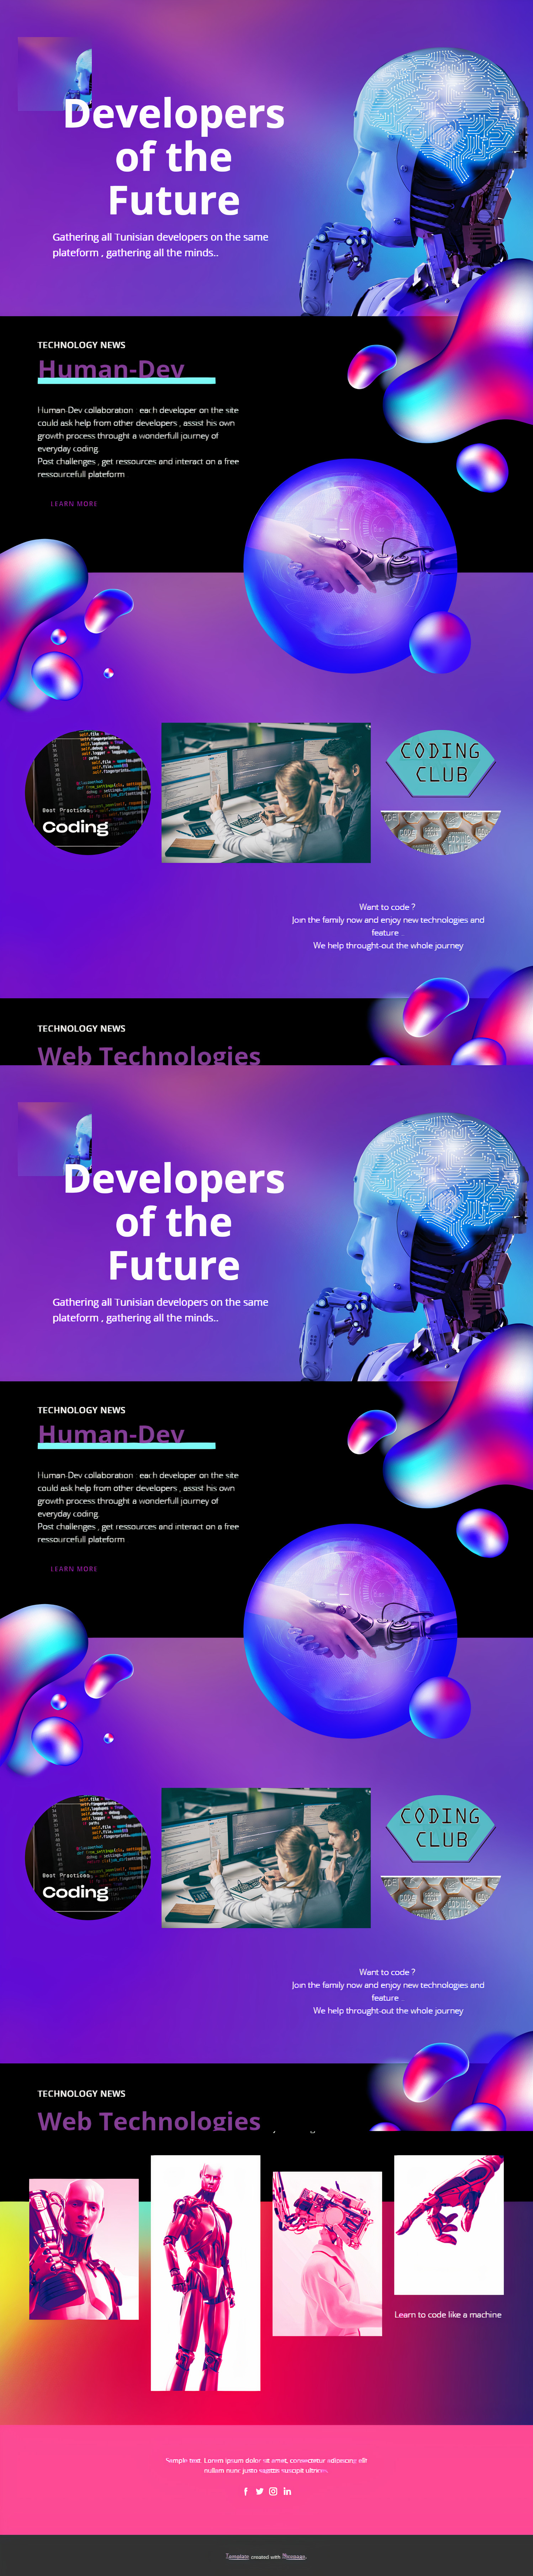 Developers
of the
Future
Gathering all Tunisian developers on the same
plateform , gathering all the minds..
TECHNOLOGY NEWS
Human-Dev
Human-Dev collaboration : each developer on the site
could ask help from other developers , assist his own
growth process throught a wonderfull journey of
everyday coding.
Post challenges , get ressources and interact on a free
ressourcefull plateform
LEARN MORE
Best Practices
Coding
CODING
CLUB
Want to code ?
Join the family now and enjoy new technologies and
feature ..
We help throught-out the whole journey
TECHNOLOGY NEWS
Web Technologies
Developers
of the
Future
Gathering all Tunisian developers on the same
plateform , gathering all the minds..
TECHNOLOGY NEWS
Human-Dev
Human-Dev collaboration : each developer on the site
could ask help from other developers , assist his own
growth process throught a wonderfull journey of
everyday coding.
Post challenges , get ressources and interact on a free
ressourcefull plateform
LEARN MORE
Best Practices
Coding
CODING
CLUB
Want to code ?
Join the family now and enjoy new technologies and
feature ..
We help throught-out the whole journey
TECHNOLOGY NEWS
Web Technologies
Learn to code like a machine
Sample text. Lorem ipsum dolor sit amet, consectetur adipiscing elit
nullam nunc justo sagittis suscipit ultrices.
Template created with